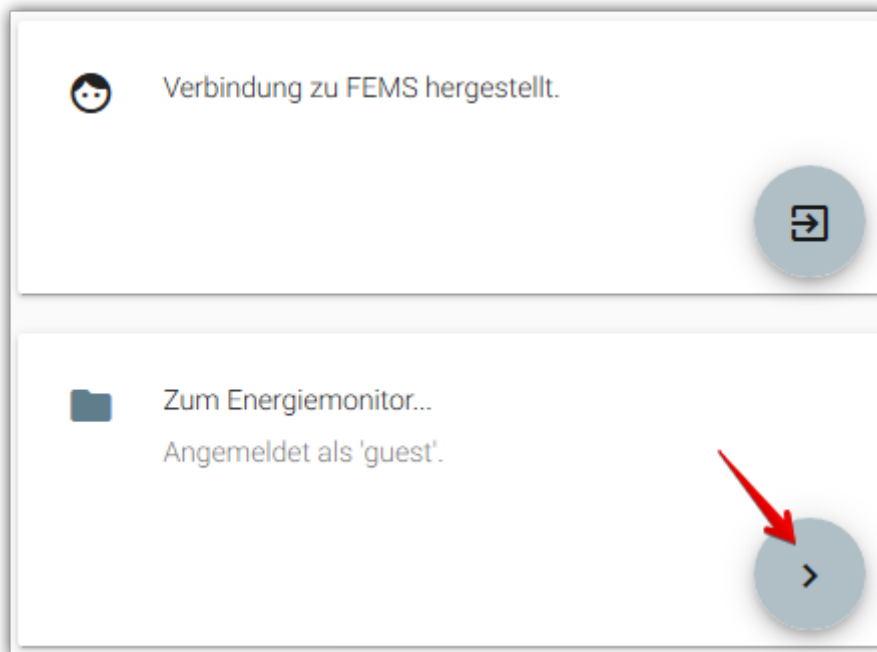 Verbindung zu FEMS hergestellt.
Zum Energiemonitor...
Angemeldet als 'guest'.